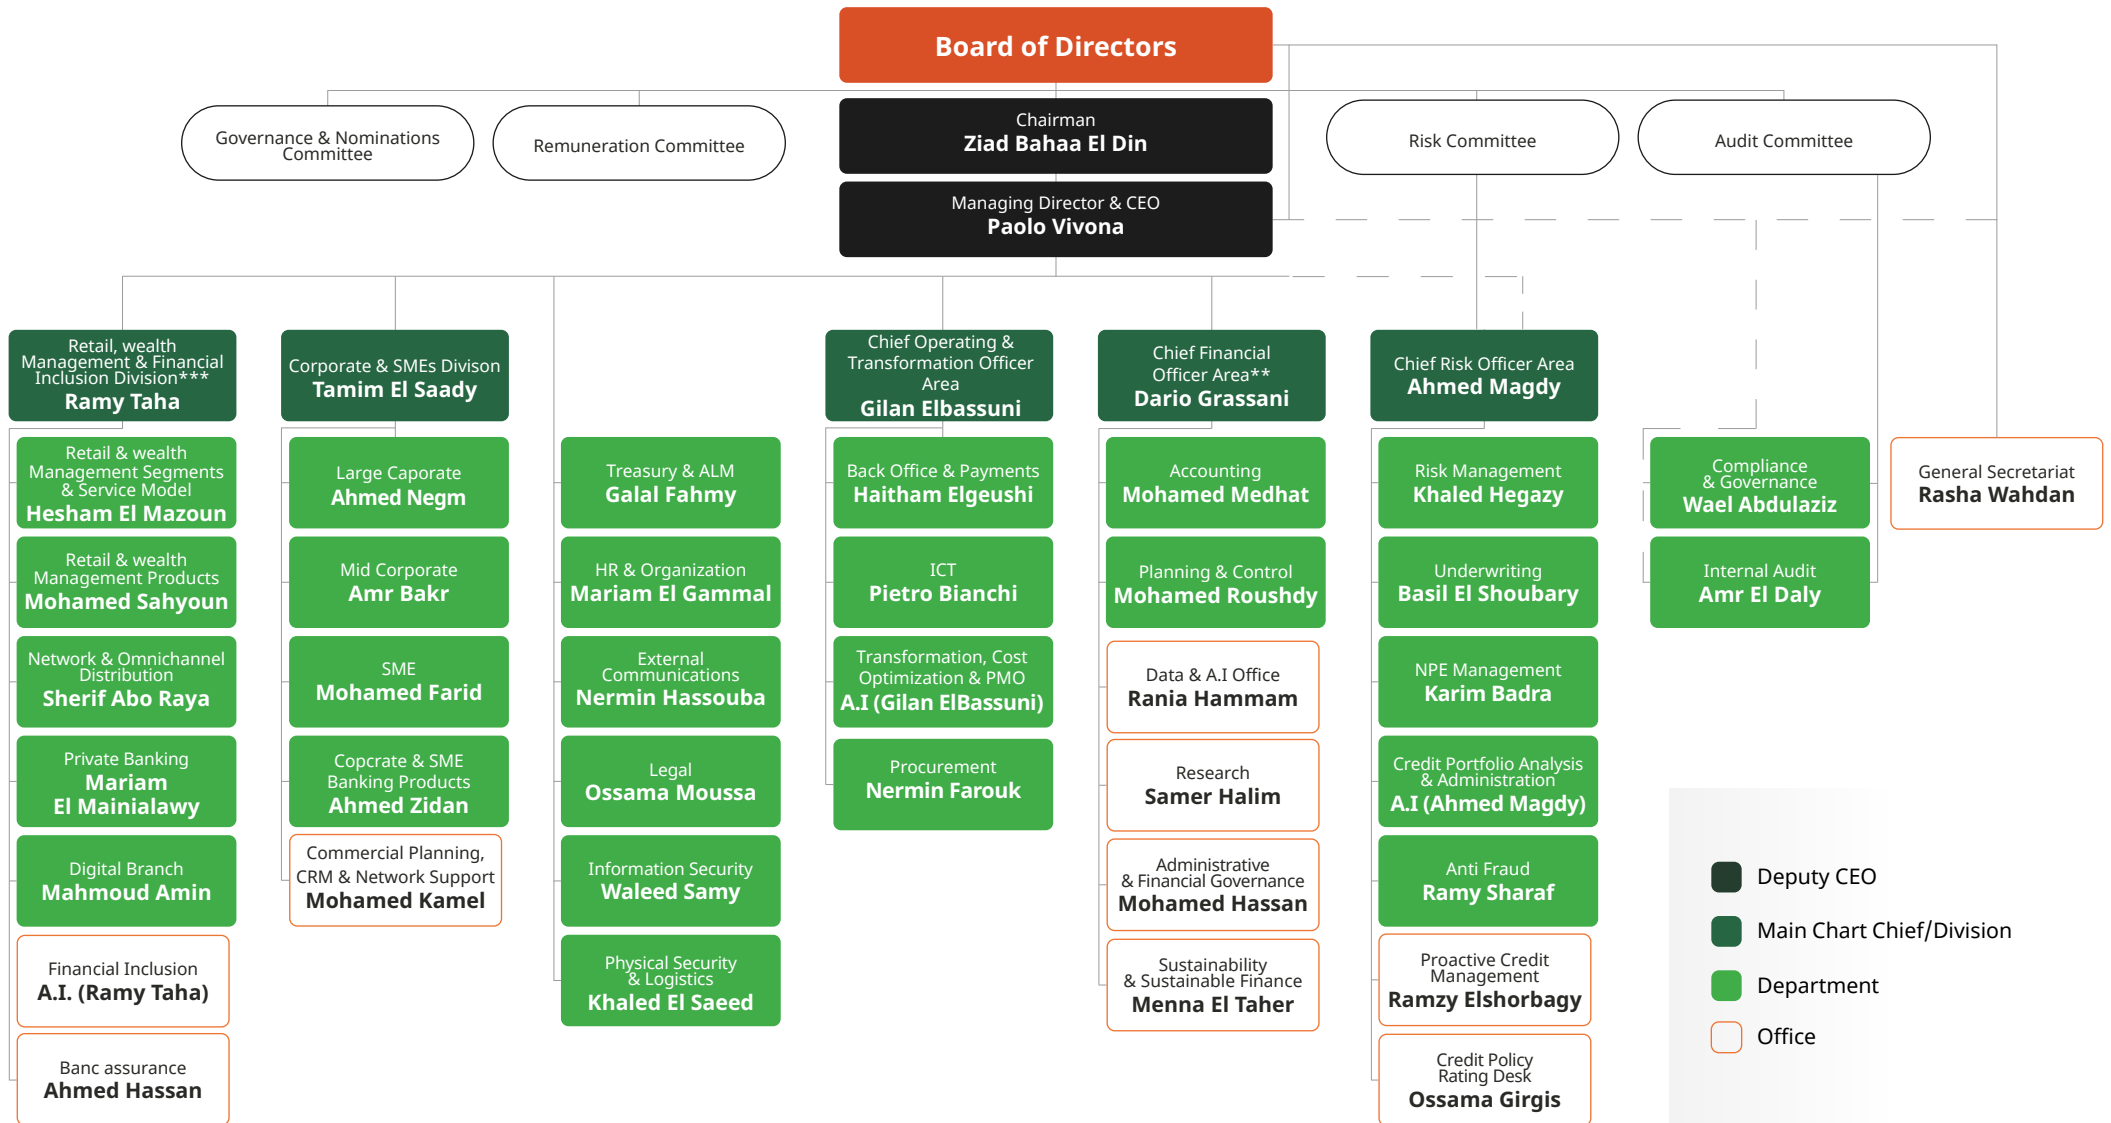 Board of Directors
Governance & Nominations
Committee
Remuneration Committee
Chairman
Ziad Bahaa El Din
Risk Committee
Audit Committee
Managing Director & CEO
Paolo Vivona
Retail, wealth
Management & Financial
Inclusion Division***
Ramy Taha
Corporate & SMEs Divison
Tamim El Saady
Chief Operating &
Transformation Officer
Area
Gilan Elbassuni
Chief Financial
Officer Area**
Dario Grassani
Chief Risk Officer Area
Ahmed Magdy
Retail & wealth
Management Segments
& Service Model
Hesham El Mazoun
Retail & wealth
Management Products
Mohamed Sahyoun
Network & Omnichannel
Distribution
Sherif Abo Raya
Private Banking
Mariam
El Mainialawy
Digital Branch
Mahmoud Amin
Financial Inclusion
A.I. (Ramy Taha)
Banc assurance
Ahmed Hassan
Large Caporate
Ahmed Negm
Mid Corporate
Amr Bakr
SME
Mohamed Farid
Copcrate & SME
Banking Products
Ahmed Zidan
Commercial Planning,
CRM & Network Support
Mohamed Kamel
Treasury & ALM
Galal Fahmy
HR & Organization
Mariam El Gammal
External
Communications
Nermin Hassouba
Legal
Ossama Moussa
Information Security
Waleed Samy
Physical Security
& Logistics
Khaled El Saeed
Back Office & Payments
Haitham Elgeushi
ICT
Pietro Bianchi
Transformation, Cost
Optimization & PMO
A.I (Gilan ElBassuni)
Procurement
Nermin Farouk
Accounting
Mohamed Medhat
Planning & Control
Mohamed Roushdy
Data & A.I Office
Rania Hammam
Research
Samer Halim
Administrative
& Financial Governance
Mohamed Hassan
Sustainability
& Sustainable Finance
Menna El Taher
Risk Management
Khaled Hegazy
Underwriting
Basil El Shoubary
NPE Management
Karim Badra
Credit Portfolio Analysis
& Administration
A.I (Ahmed Magdy)
Anti Fraud
Ramy Sharaf
Proactive Credit
Management
Ramzy Elshorbagy
Credit Policy
Rating Desk
Ossama Girgis
Compliance
& Governance
Wael Abdulaziz
Internal Audit
Amr El Daly
General Secretariat
Rasha Wahdan
Deputy CEO
Main Chart Chief/Division
Department
Office